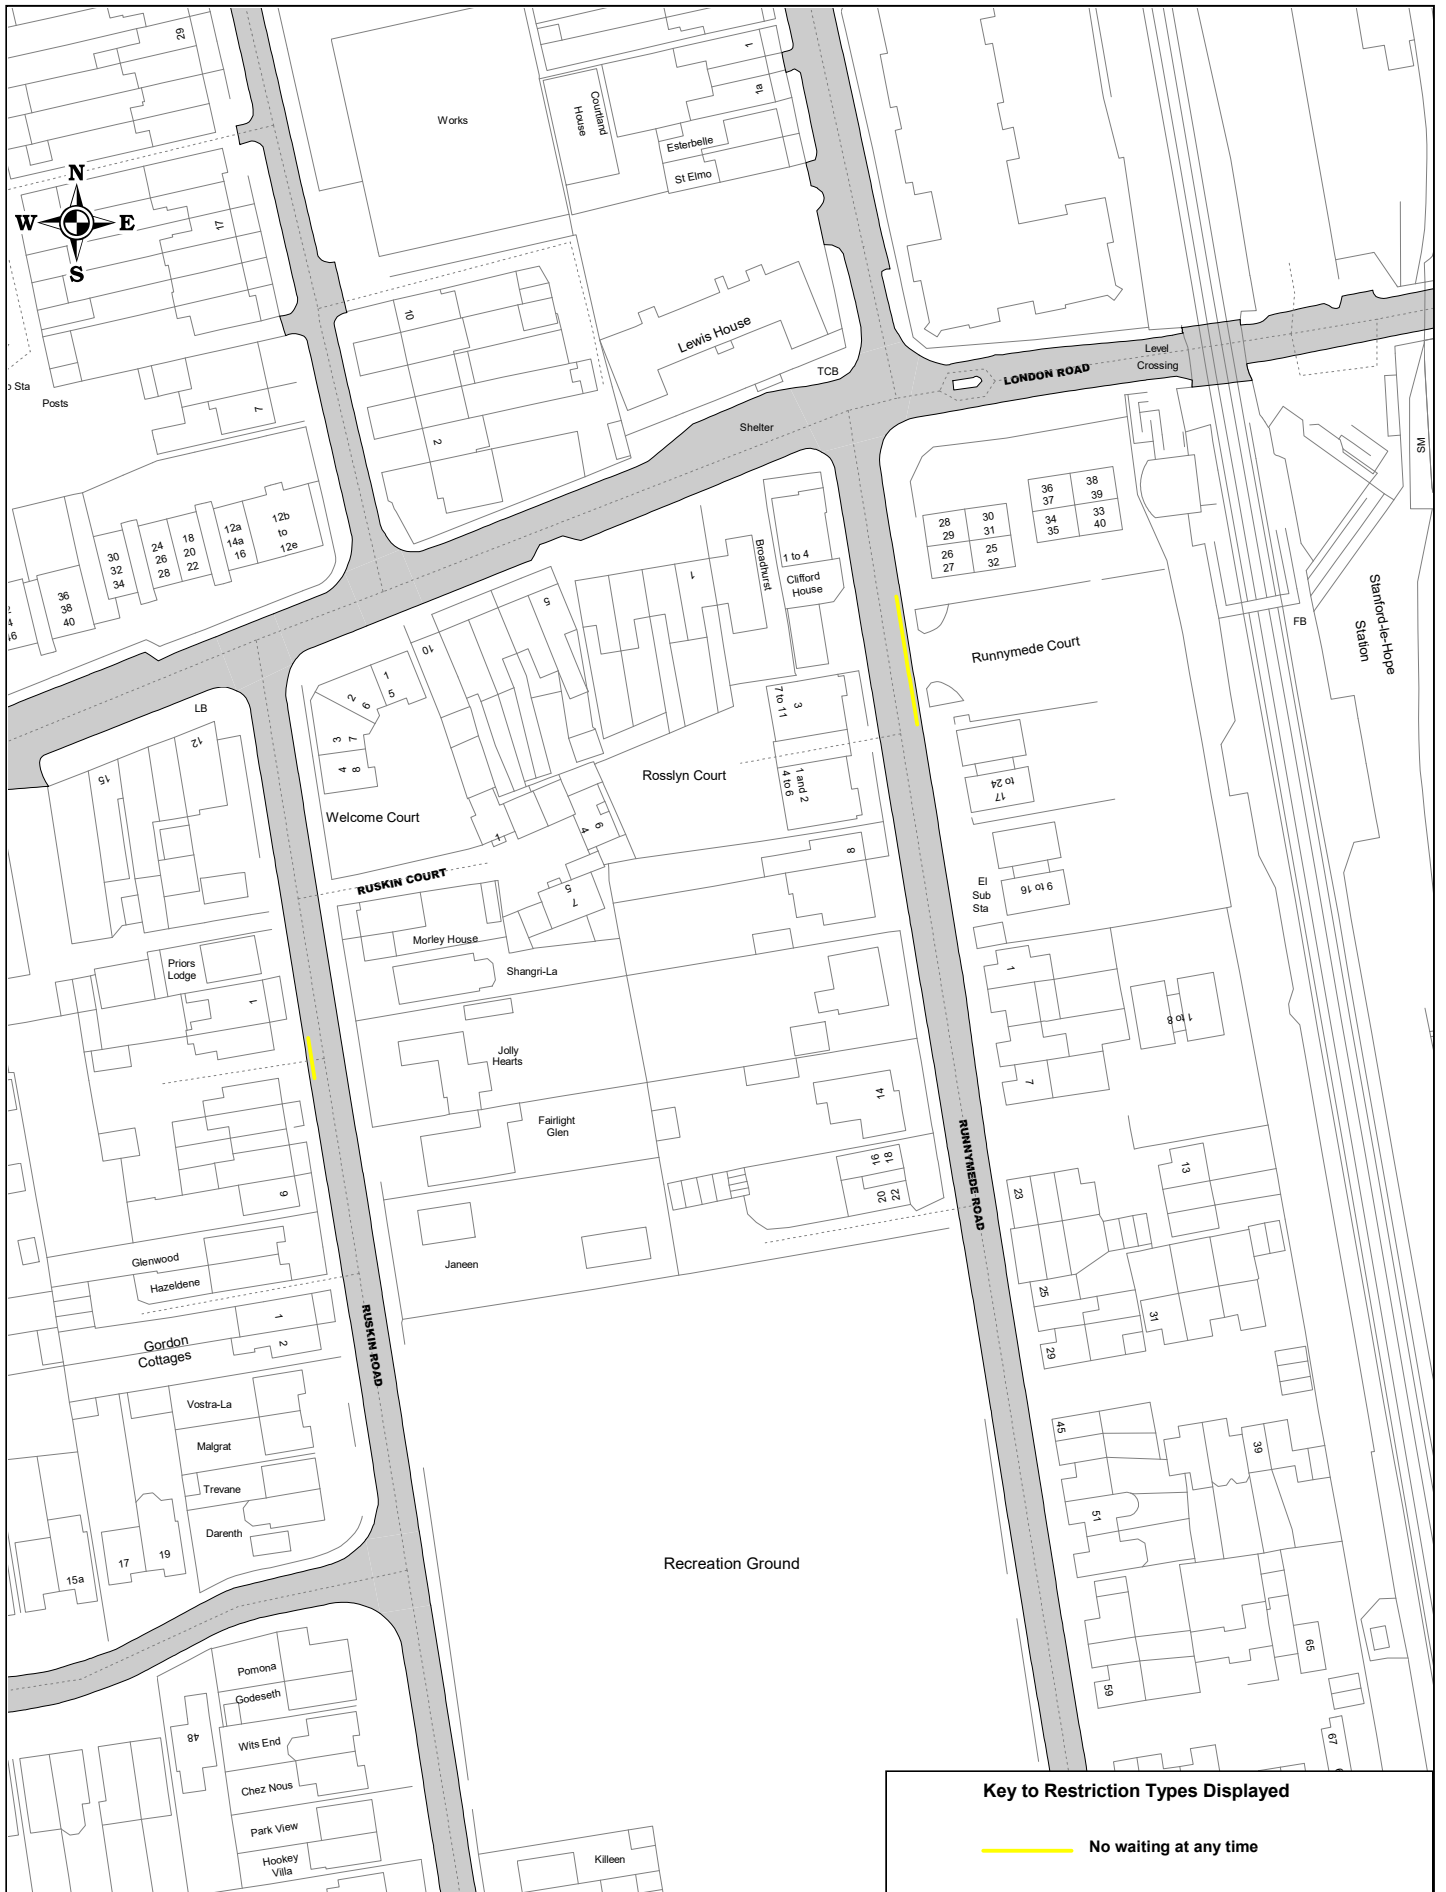 29
Works
Courtland
House
1
1a
Esterbelle
St Elmo
N
W
E
S
17
10
Lewis House
TCB
Level
Crossing
LONDON ROAD
o Sta
Posts
7
2
Shelter
SM
36
37
38
39
34
35
33
40
28
29
30
31
26
27
25
32
12b
to
12e
12a
14a
16
18
20
22
24
26
28
30
32
34
36
38
40
1 to 4
Clifford
House
Broadhurst
1
5
10
FB
Stanford-le-Hope
Station
Runnymede Court
LB
12
15
1
5
2
6
3
7
4
8
Welcome Court
7 to 11
3
Rosslyn Court
1 and 2
4 to 6
17
to 24
RUSKIN COURT
1
4
6
5
7
8
El
Sub
Sta
9 to 16
Morley House
Shangri-La
Priors
Lodge
1
1
1 to 8
7
Jolly
Hearts
Fairlight
Glen
14
16
18
20
22
RUNNYMEDE ROAD
13
23
9
Glenwood
Hazeldene
Janeen
25
31
29
Gordon
Cottages
1
2
RUSKIN ROAD
Vostra-La
Malgrat
Trevane
Darenth
45
39
51
15a
17
19
Recreation Ground
65
59
67
Pomona
Godeseth
48
Wits End
Chez Nous
Park View
Hookey
Villa
Killeen
Key to Restriction Types Displayed
No waiting at any time